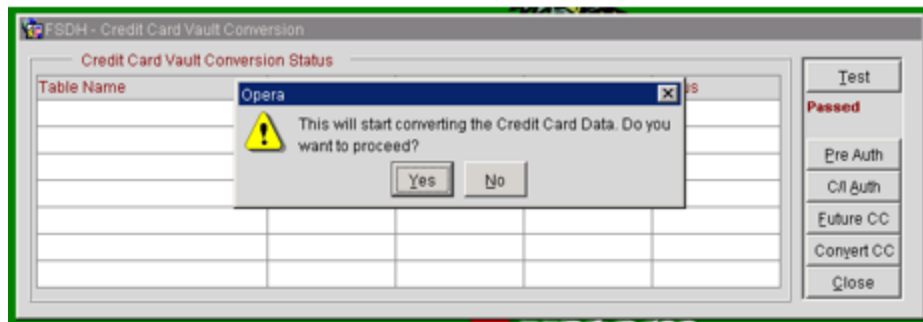 FSDH - Credit Card Vault Conversion
Credit Card Vault Conversion Status
Table Name
Opera
This will start converting the Credit Card Data. Do you
want to proceed?
Yes No
Test
Passed
Pre Auth
C/I Auth
Future CC
Convert CC
Close